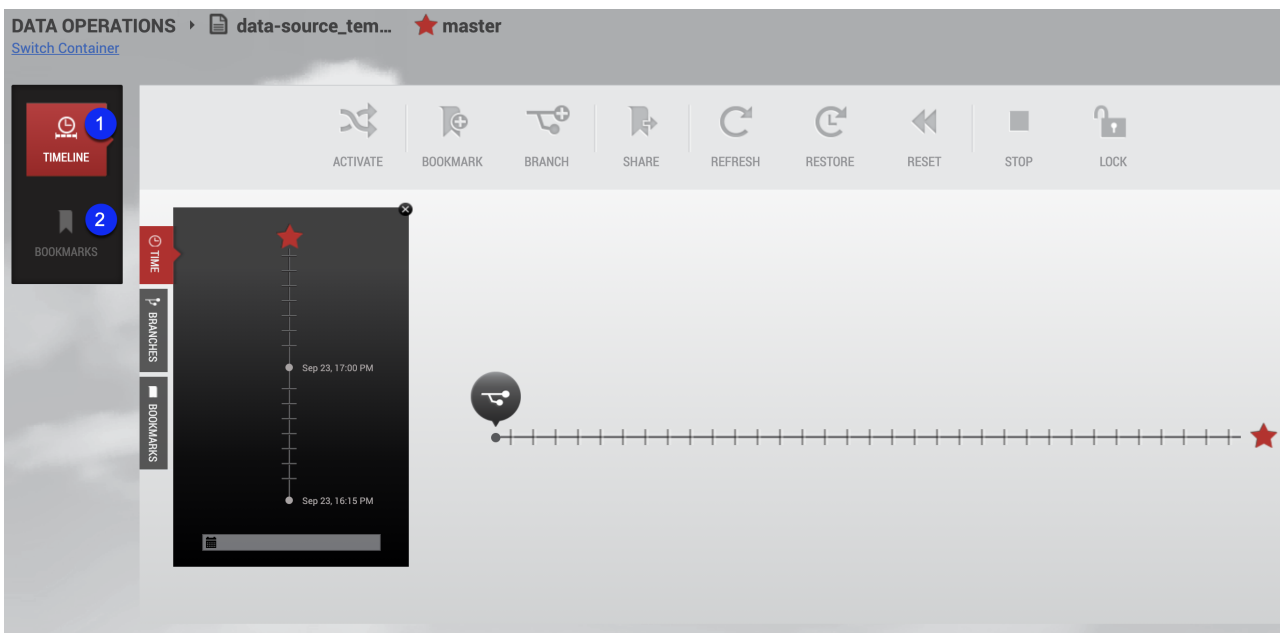 DATA OPERATIONS data-source_tem... master
Switch Container
1
TIMELINE
2
BOOKMARKS
ACTIVATE BOOKMARK BRANCH SHARE REFRESH RESTORE RESET STOP LOCK
TIME
BRANCHES
BOOKMARKS
Sep 23, 17:00 PM
Sep 23, 16:15 PM